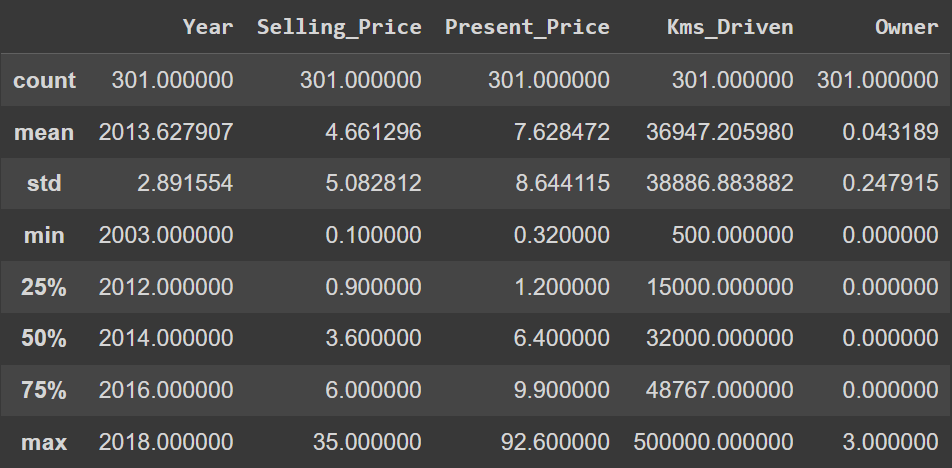 Year Selling_Price Present_Price Kms_Driven Owner
count 301.000000 301.000000 301.000000 301.000000 301.000000
mean 2013.627907 4.661296 7.628472 36947.205980 0.043189
std 2.891554 5.082812 8.644115 38886.883882 0.247915
min 2003.000000 0.100000 0.320000 500.000000 0.000000
25% 2012.000000 0.900000 1.200000 15000.000000 0.000000
50% 2014.000000 3.600000 6.400000 32000.000000 0.000000
75% 2016.000000 6.000000 9.900000 48767.000000 0.000000
max 2018.000000 35.000000 92.600000 500000.000000 3.000000